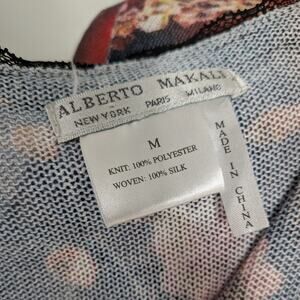 ALBERTO MAKALI
NEW YORK PARIS MILANO
M
KNIT: 100% POLYESTER
WOVEN: 100% SILK
MADE IN CHINA